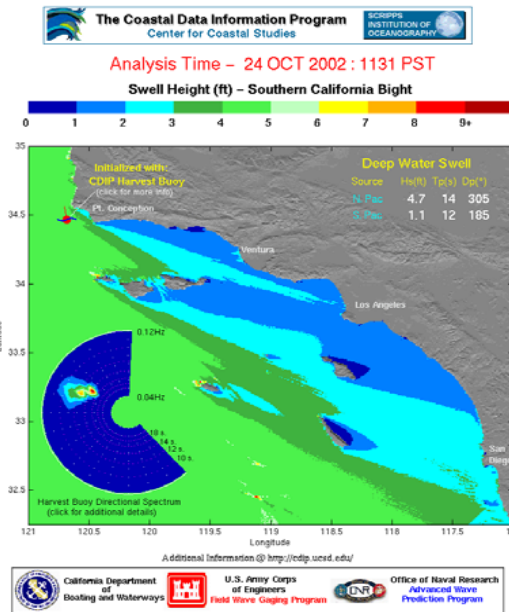 The Coastal Data Information Program
Center for Coastal Studies
SCRIPPS
INSTITUTION OF
OCEANOGRAPHY
Analysis Time – 24 OCT 2002 : 1131 PST
Swell Height (ft) – Southern California Bight
0 1 2 3 4 5 6 7 8 9+
35
34.5
34
33.5
33
32.5
Initialized with:
CDIP Harvest Buoy
(click for more info)
Pt. Conception
Deep Water Swell
Source Hs(ft) Tp(s) Dp(°)
N. Pac 4.7 14 305
S. Pac 1.1 12 185
Ventura
Los Angeles
San
Diego
0.12Hz
0.04Hz
18 s.
14 s.
12 s.
10 s.
Harvest Buoy Directional Spectrum
(click for additional details)
121 120.5 120 119.5 119 118.5 118 117.5
Longitude
Additional Information @ http://cdip.ucsd.edu/
California Department
of
Boating and Waterways
U.S. Army Corps
of Engineers
Field Wave Gaging Program
ONR
Office of Naval Research
Advanced Wave
Prediction Program